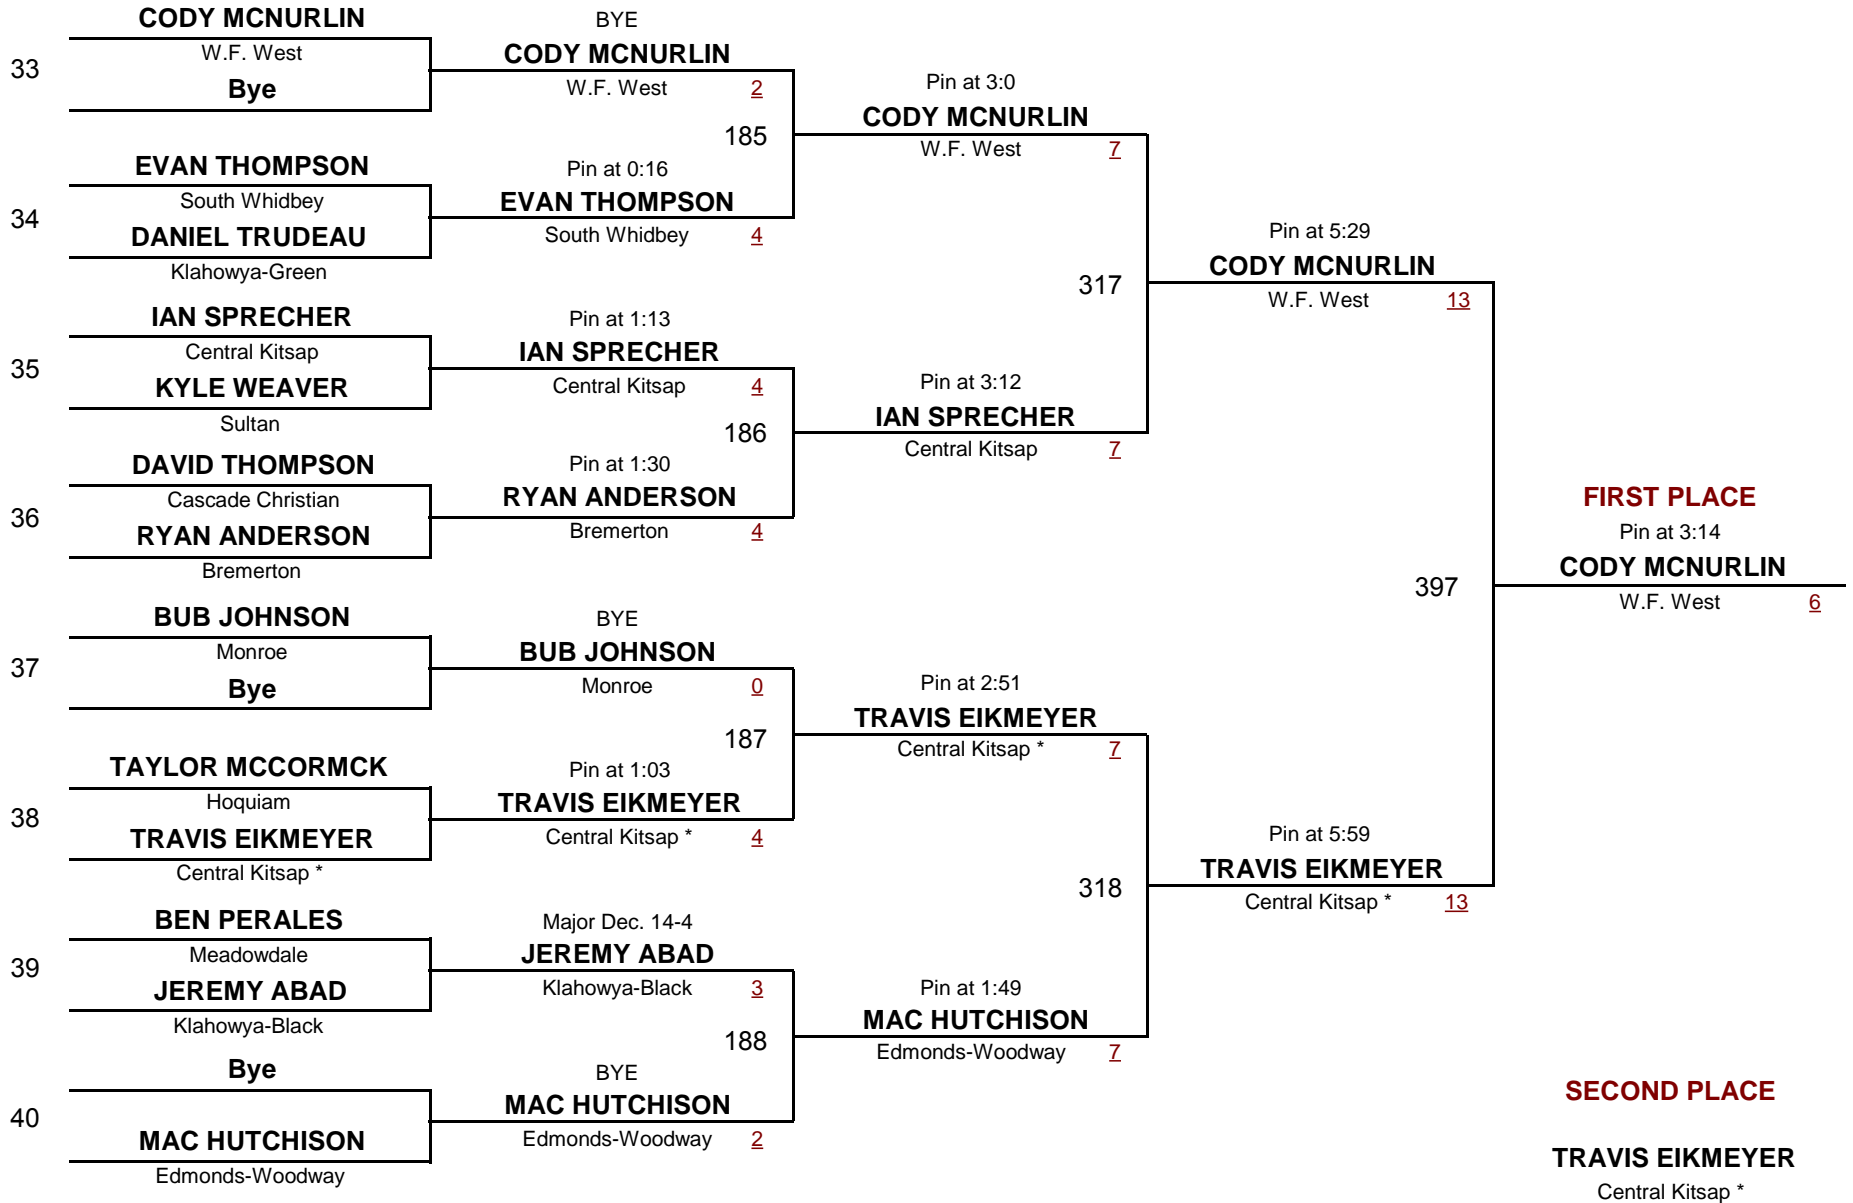 CODY MCNURLIN
33
W.F. West
Bye
EVAN THOMPSON
34
South Whidbey
DANIEL TRUDEAU
Klahowya-Green
IAN SPRECHER
35
Central Kitsap
KYLE WEAVER
Sultan
DAVID THOMPSON
36
Cascade Christian
RYAN ANDERSON
Bremerton
BUB JOHNSON
37
Monroe
Bye
TAYLOR MCCORMCK
38
Hoquiam
TRAVIS EIKMEYER
Central Kitsap *
BEN PERALES
39
Meadowdale
JEREMY ABAD
Klahowya-Black
Bye
40
MAC HUTCHISON
Edmonds-Woodway
BYE
CODY MCNURLIN
W.F. West 2
185
Pin at 0:16
EVAN THOMPSON
South Whidbey 4
Pin at 1:13
IAN SPRECHER
Central Kitsap 4
186
Pin at 1:30
RYAN ANDERSON
Bremerton 4
BYE
BUB JOHNSON
Monroe 0
187
Pin at 1:03
TRAVIS EIKMEYER
Central Kitsap * 4
Major Dec. 14-4
JEREMY ABAD
Klahowya-Black 3
188
BYE
MAC HUTCHISON
Edmonds-Woodway 2
Pin at 3:0
CODY MCNURLIN
W.F. West 7
317
Pin at 3:12
IAN SPRECHER
Central Kitsap 7
Pin at 2:51
TRAVIS EIKMEYER
Central Kitsap * 7
318
Pin at 1:49
MAC HUTCHISON
Edmonds-Woodway 7
Pin at 5:29
CODY MCNURLIN
W.F. West 13
397
Pin at 5:59
TRAVIS EIKMEYER
Central Kitsap * 13
FIRST PLACE
Pin at 3:14
CODY MCNURLIN
W.F. West 6
SECOND PLACE
TRAVIS EIKMEYER
Central Kitsap *